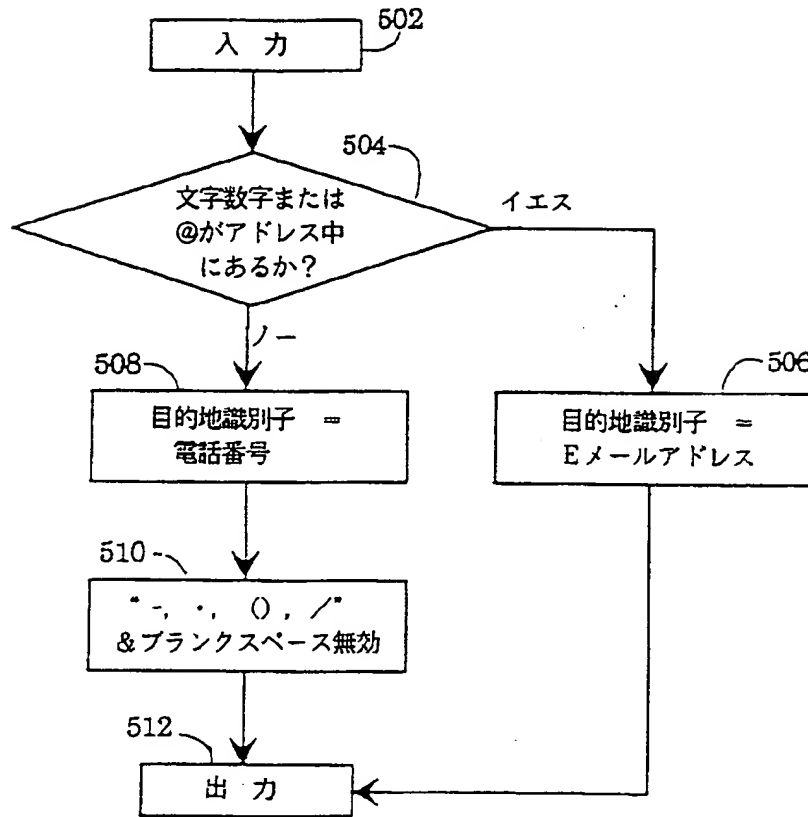 502
入 力
504
文字数字または
@がアドレス中
にあるか？
イエス
ノー
508
目的地識別子 =
電話番号
506
目的地識別子 =
Eメールアドレス
510
"-, ・, (), /"
&ブランクスペース無効
512
出 力